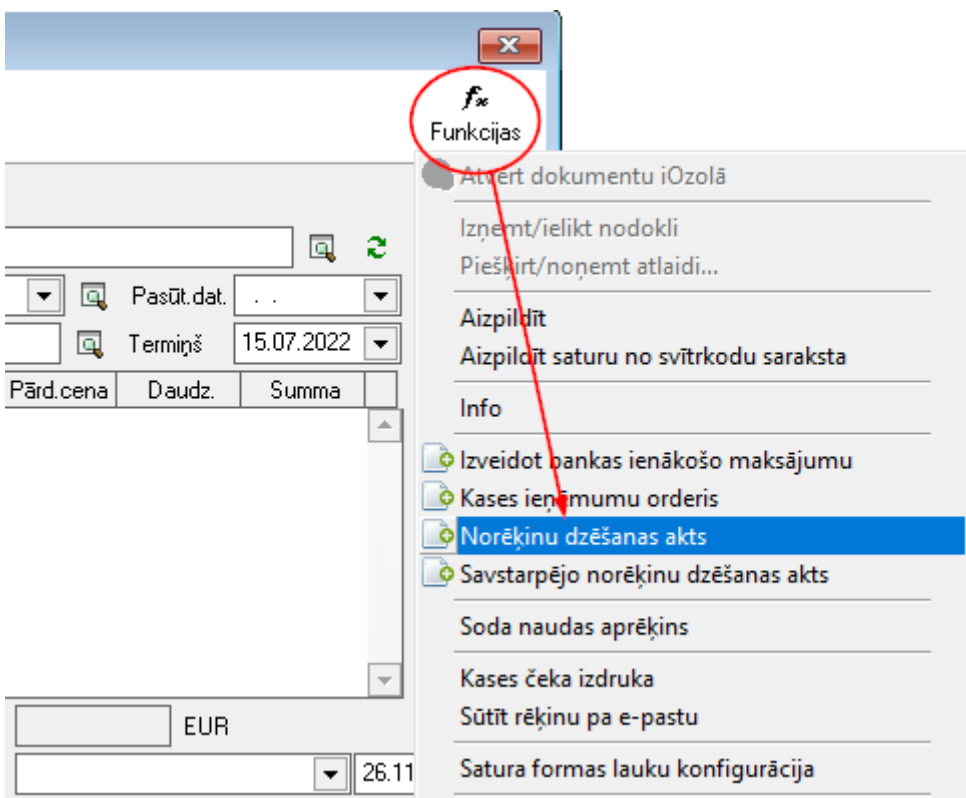 fx
Funkcijas
Atvērt dokumentu iOzolā
Izņemt/ielikt nodokli
Piešķirt/noņemt atlaidi...
Pasūt.dat. . .
Aizpildīt
Termiņš 15.07.2022
Aizpildīt saturu no svītrkodu saraksta
Pārd.cena Daudz. Summa
Info
Izveidot bankas ienākošo maksājumu
Kases ieņēmumu orderis
Norēķinu dzēšanas akts
Savstarpējo norēķinu dzēšanas akts
Soda naudas aprēķins
Kases čeka izdruka
Sūtīt rēķinu pa e-pastu
EUR
26.11
Satura formas lauku konfigurācija